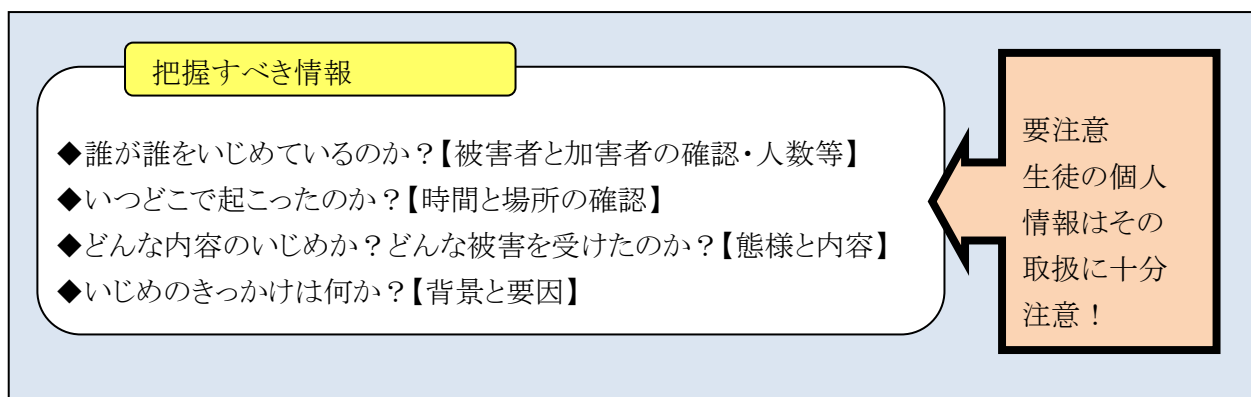 把握すべき情報
◆誰が誰をいじめているのか？【被害者と加害者の確認・人数等】
◆いつどこで起こったのか？【時間と場所の確認】
◆どんな内容のいじめか？どんな被害を受けたのか？【態様と内容】
◆いじめのきっかけは何か？【背景と要因】
要注意
生徒の個人
情報はその
取扱に十分
注意！